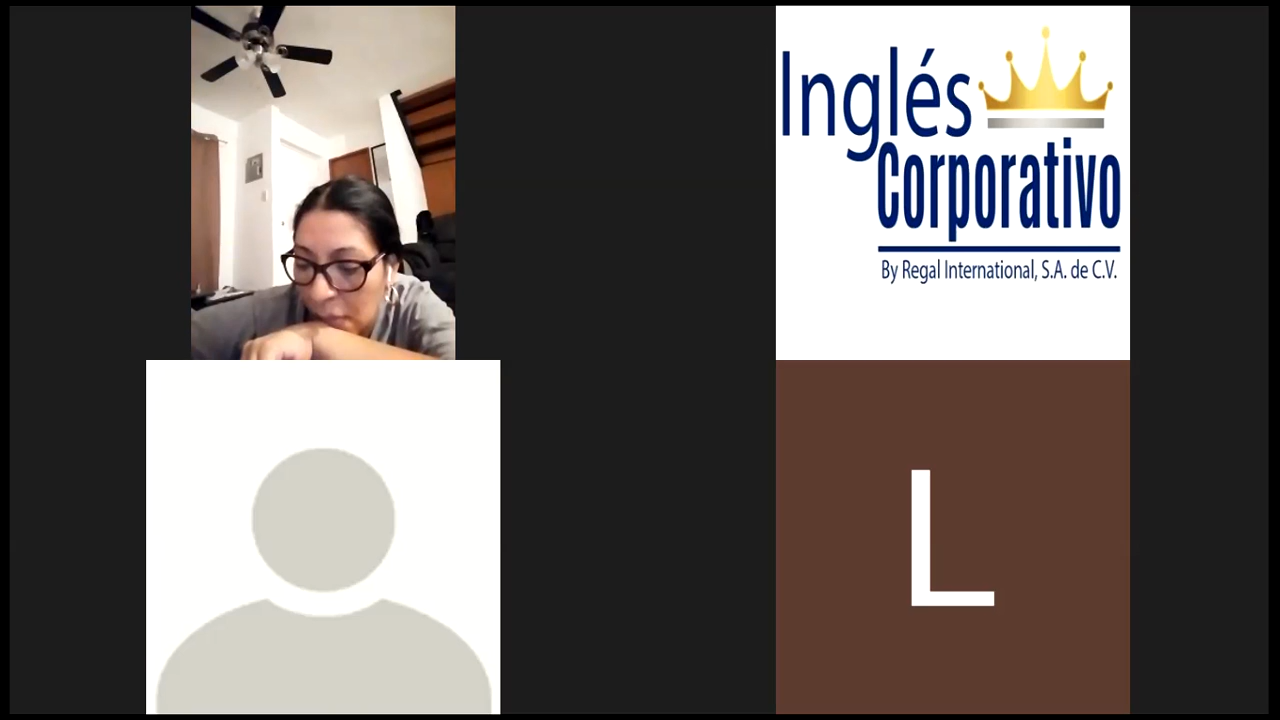 Inglés
Corporativo
By Regal International, S.A. de C.V.
L